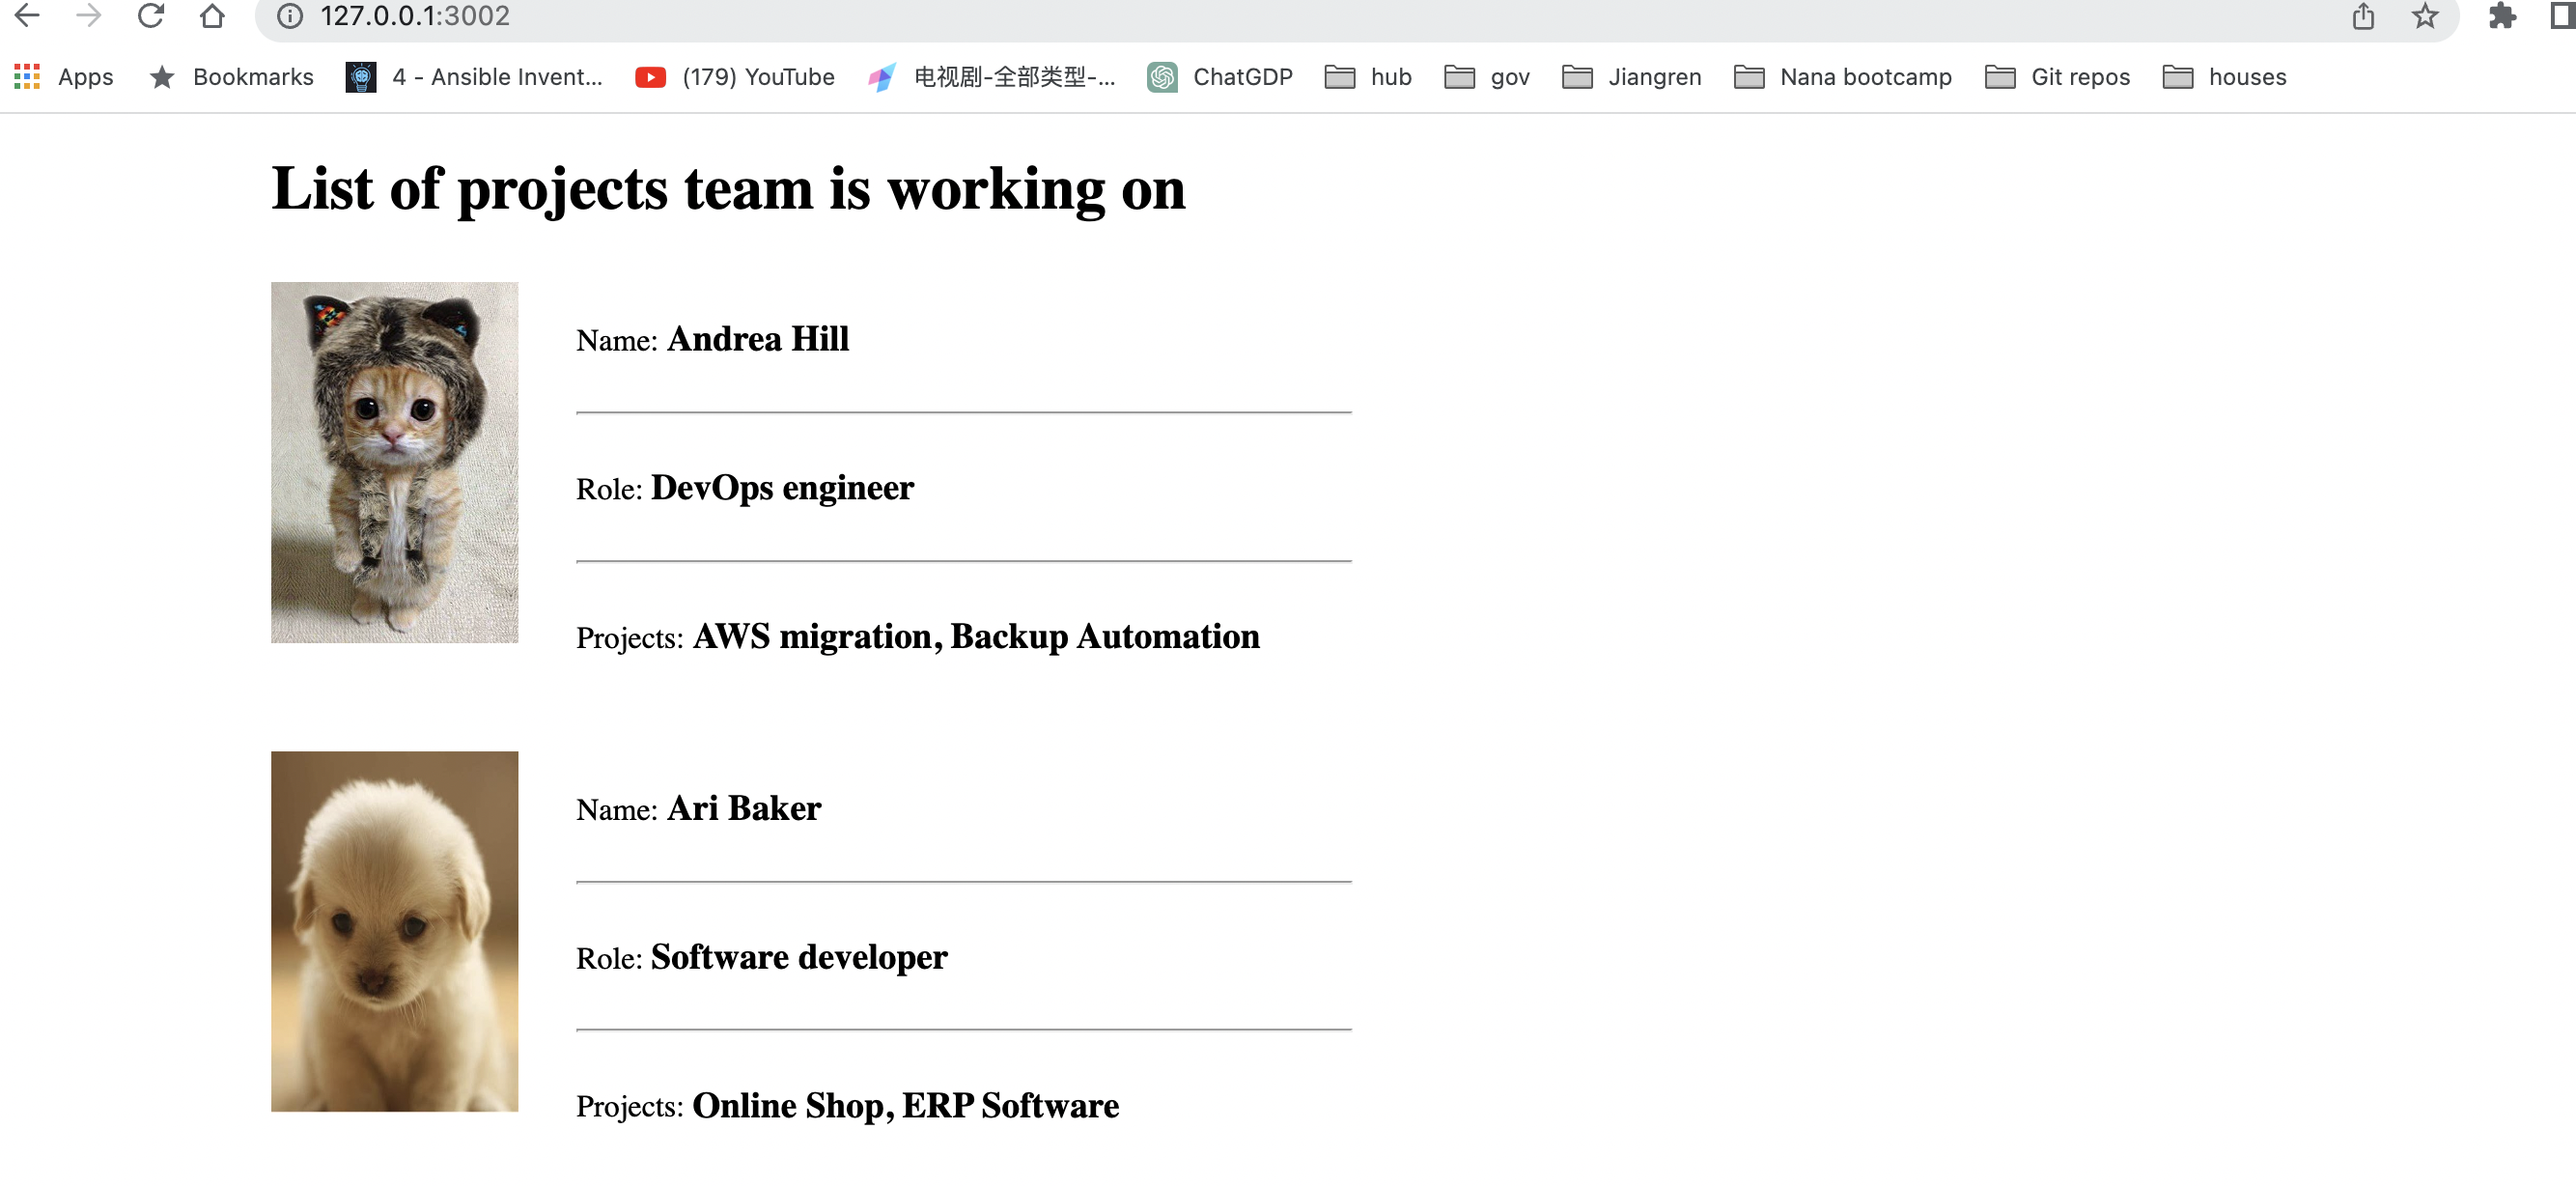 127.0.0.1:3002
Apps Bookmarks 4 - Ansible Invent... (179) YouTube 电视剧-全部类型-... ChatGDP hub gov Jiangren Nana bootcamp Git repos houses
List of projects team is working on
Name: Andrea Hill
Role: DevOps engineer
Projects: AWS migration, Backup Automation
Name: Ari Baker
Role: Software developer
Projects: Online Shop, ERP Software